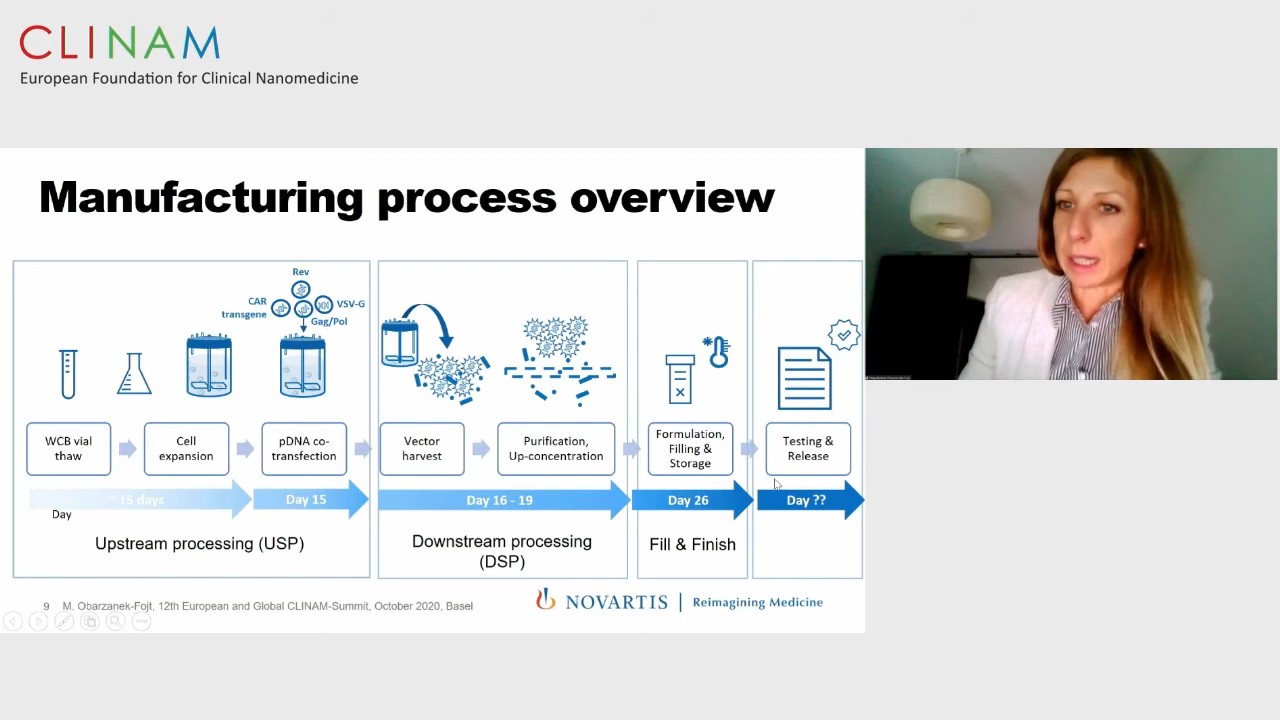 CLINAM
European Foundation for Clinical Nanomedicine
Manufacturing process overview
Rev
CAR
transgene
VSV-G
Gag/Pol
WCB vial
thaw
Cell
expansion
pDNA co-
transfection
Vector
harvest
Purification,
Up-concentration
Formulation,
Filling &
Storage
Testing &
Release
~ 15 days
Day 15
Day 16 - 19
Day 26
Day ??
Day
Upstream processing (USP)
Downstream processing
(DSP)
Fill & Finish
9 M. Obarzanek-Fojt, 12th European and Global CLINAM-Summit, October 2020, Basel
NOVARTIS | Reimagining Medicine